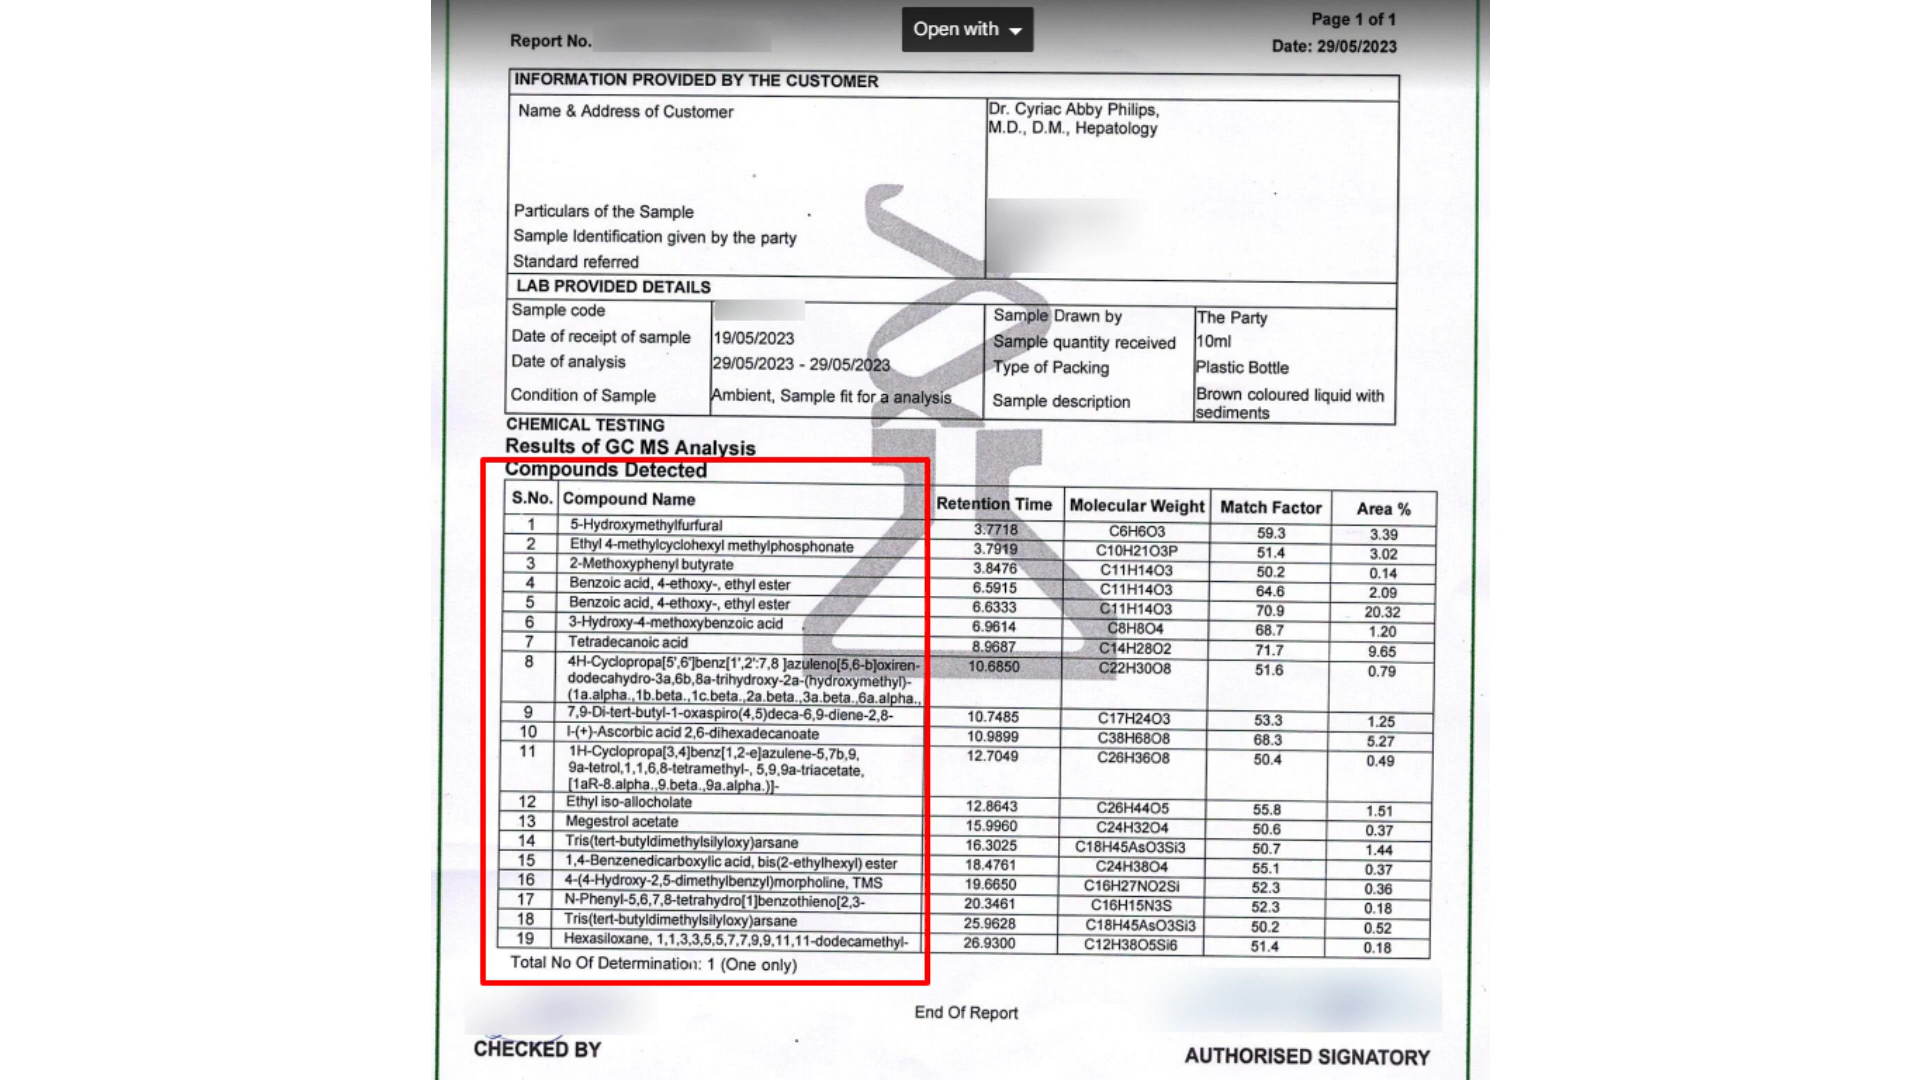 Open with
Page 1 of 1
Report No.
Date: 29/05/2023
INFORMATION PROVIDED BY THE CUSTOMER
Name & Address of Customer
Dr. Cyriac Abby Philips,
M.D., D.M., Hepatology
Particulars of the Sample
Sample Identification given by the party
Standard referred
LAB PROVIDED DETAILS
Sample code
Sample Drawn by The Party
Date of receipt of sample 19/05/2023
Sample quantity received 10ml
Date of analysis 29/05/2023 - 29/05/2023
Type of Packing Plastic Bottle
Condition of Sample Ambient, Sample fit for a analysis
Sample description Brown coloured liquid with
sediments
CHEMICAL TESTING
Results of GC MS Analysis
Compounds Detected
S.No. Compound Name Retention Time Molecular Weight Match Factor Area %
1 5-Hydroxymethylfurfural 3.7718 C6H6O3 59.3 3.39
2 Ethyl 4-methylcyclohexyl methylphosphonate 3.7919 C10H21O3P 51.4 3.02
3 2-Methoxyphenyl butyrate 3.8476 C11H14O3 50.2 0.14
4 Benzoic acid, 4-ethoxy-, ethyl ester 6.5915 C11H14O3 64.6 2.09
5 Benzoic acid, 4-ethoxy-, ethyl ester 6.6333 C11H14O3 70.9 20.32
6 3-Hydroxy-4-methoxybenzoic acid 6.9614 C8H8O4 68.7 1.20
7 Tetradecanoic acid 8.9687 C14H28O2 71.7 9.65
8 4H-Cyclopropa[5',6']benz[1',2':7,8 ]azuleno[5,6-b]oxiren- 10.6850 C22H30O8 51.6 0.79
dodecahydro-3a,6b,8a-trihydroxy-2a-(hydroxymethyl)-
(1a.alpha.,1b.beta.,1c.beta.,2a.beta.,3a.beta.,6a.alpha.,
9 7,9-Di-tert-butyl-1-oxaspiro(4,5)deca-6,9-diene-2,8- 10.7485 C17H24O3 53.3 1.25
10 l-(+)-Ascorbic acid 2,6-dihexadecanoate 10.9899 C38H68O8 68.3 5.27
11 1H-Cyclopropa[3,4]benz[1,2-e]azulene-5,7b,9, 12.7049 C26H36O8 50.4 0.49
9a-tetrol,1,1,6,8-tetramethyl-, 5,9,9a-triacetate,
[1aR-8.alpha.,9.beta.,9a.alpha.)]-
12 Ethyl iso-allocholate 12.8643 C26H44O5 55.8 1.51
13 Megestrol acetate 15.9960 C24H32O4 50.6 0.37
14 Tris(tert-butyldimethylsilyloxy)arsane 16.3025 C18H45AsO3Si3 50.7 1.44
15 1,4-Benzenedicarboxylic acid, bis(2-ethylhexyl) ester 18.4761 C24H38O4 55.1 0.37
16 4-(4-Hydroxy-2,5-dimethylbenzyl)morpholine, TMS 19.6650 C16H27NO2Si 52.3 0.36
17 N-Phenyl-5,6,7,8-tetrahydro[1]benzothieno[2,3- 20.3461 C16H15N3S 52.3 0.18
18 Tris(tert-butyldimethylsilyloxy)arsane 25.9628 C18H45AsO3Si3 50.2 0.52
19 Hexasiloxane, 1,1,3,3,5,5,7,7,9,9,11,11-dodecamethyl- 26.9300 C12H38O5Si6 51.4 0.18
Total No Of Determination: 1 (One only)
End Of Report
CHECKED BY
AUTHORISED SIGNATORY